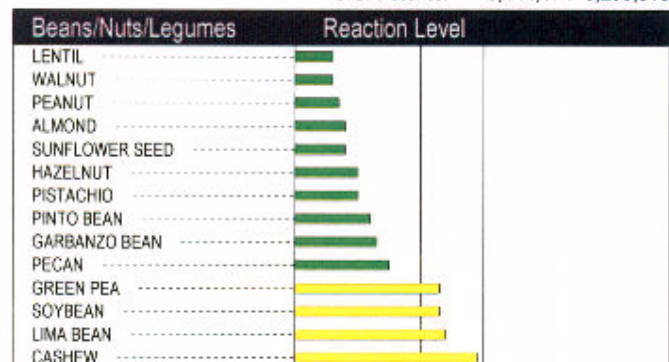 Beans/Nuts/Legumes Reaction Level
LENTIL
WALNUT
PEANUT
ALMOND
SUNFLOWER SEED
HAZELNUT
PISTACHIO
PINTO BEAN
GARBANZO BEAN
PECAN
GREEN PEA
SOYBEAN
LIMA BEAN
CASHEW